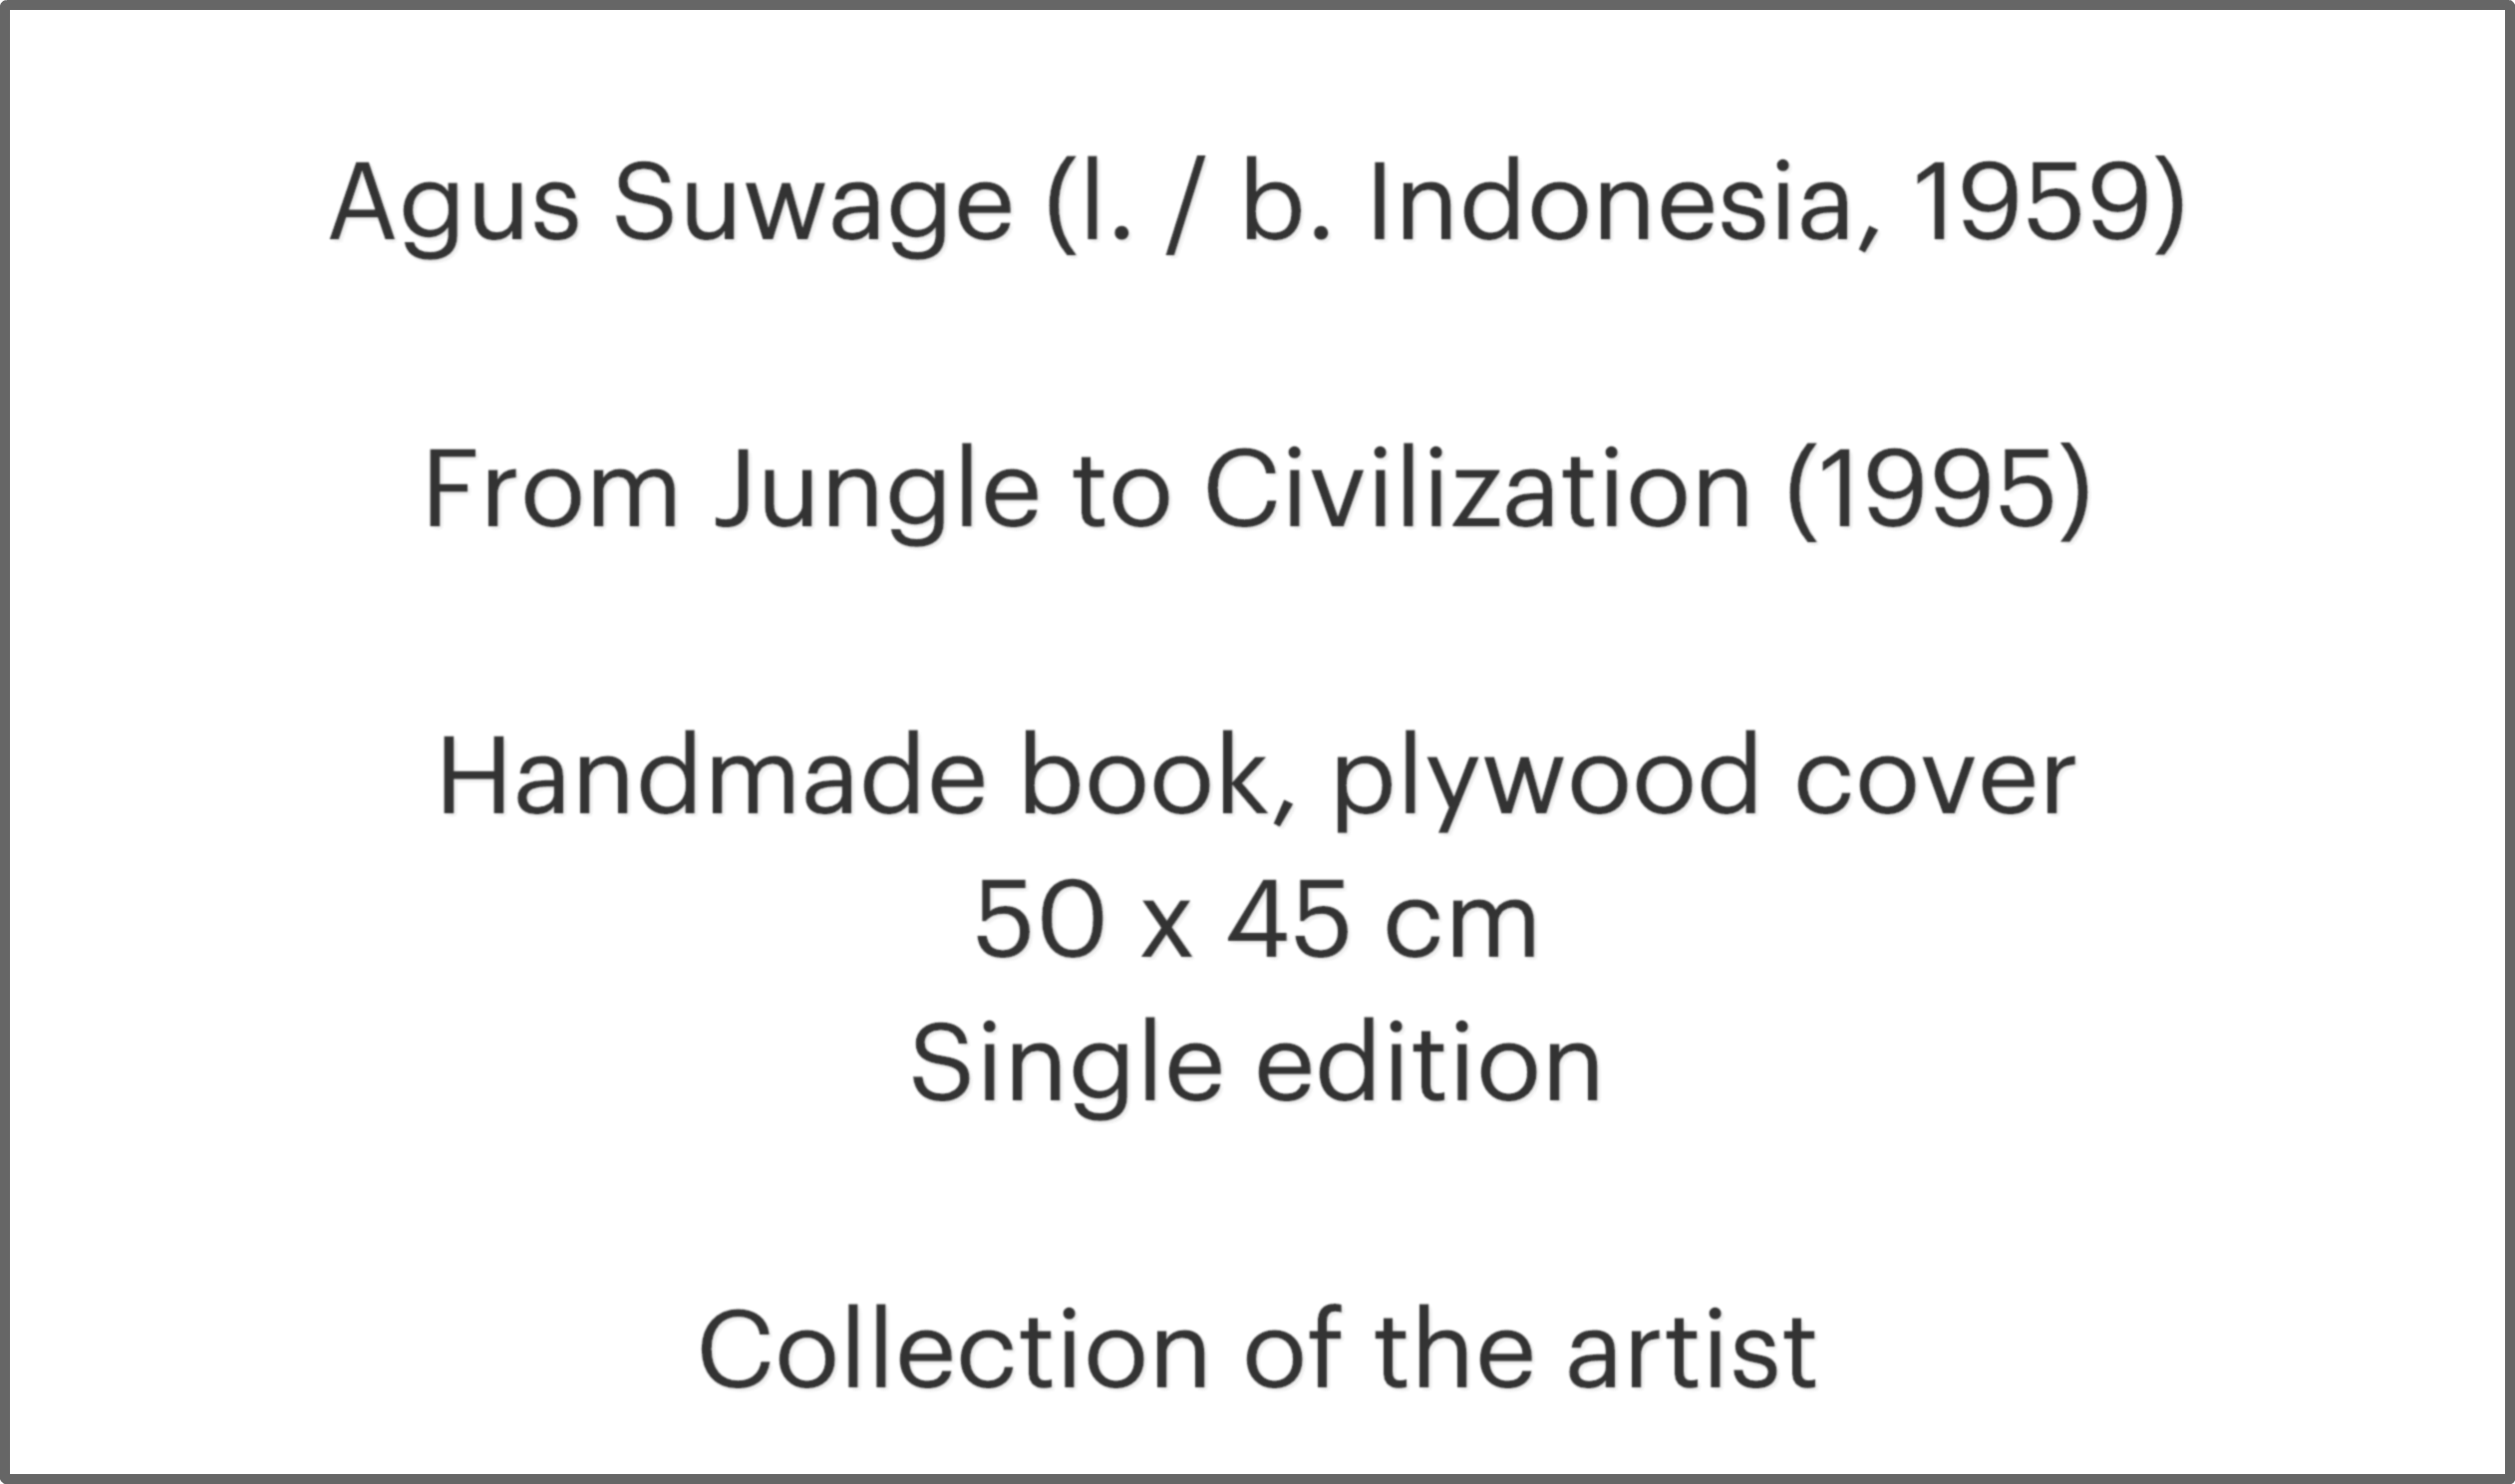 Agus Suwage (l. / b. Indonesia, 1959)
From Jungle to Civilization (1995)
Handmade book, plywood cover
50 x 45 cm
Single edition
Collection of the artist